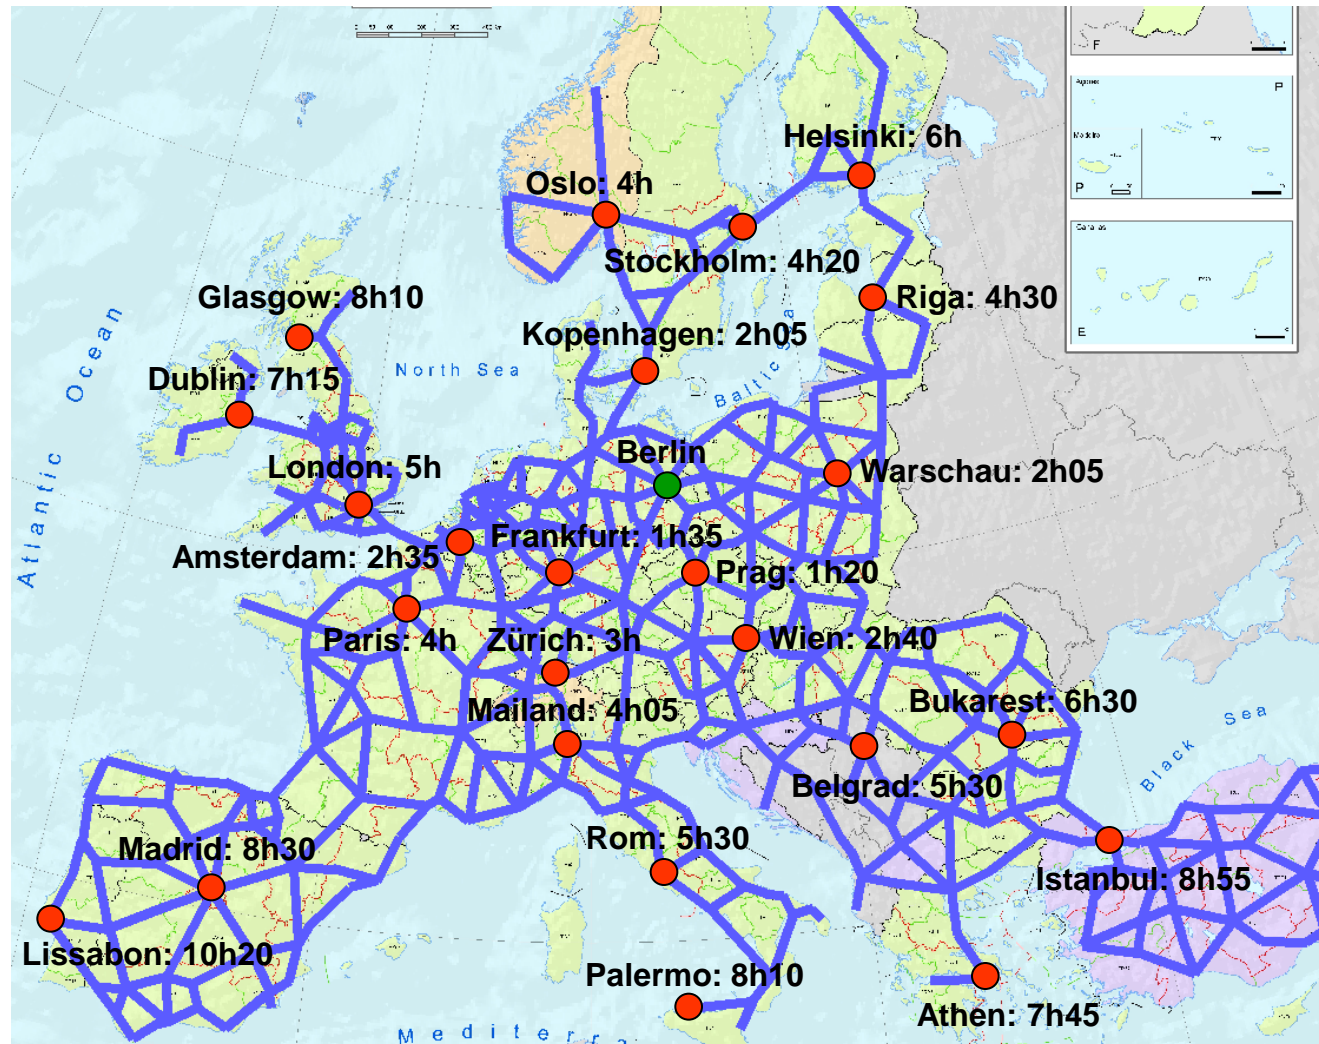 F
Açores
P
Madeira
P
Canarias
E
Helsinki: 6h
Oslo: 4h
Stockholm: 4h20
Glasgow: 8h10
Riga: 4h30
Kopenhagen: 2h05
Dublin: 7h15
North Sea
Baltic Sea
Atlantic Ocean
Berlin
London: 5h
Warschau: 2h05
Frankfurt: 1h35
Amsterdam: 2h35
Prag: 1h20
Paris: 4h
Zürich: 3h
Wien: 2h40
Mailand: 4h05
Bukarest: 6h30
Black Sea
Belgrad: 5h30
Rom: 5h30
Madrid: 8h30
Istanbul: 8h55
Lissabon: 10h20
Palermo: 8h10
Athen: 7h45
Mediterra